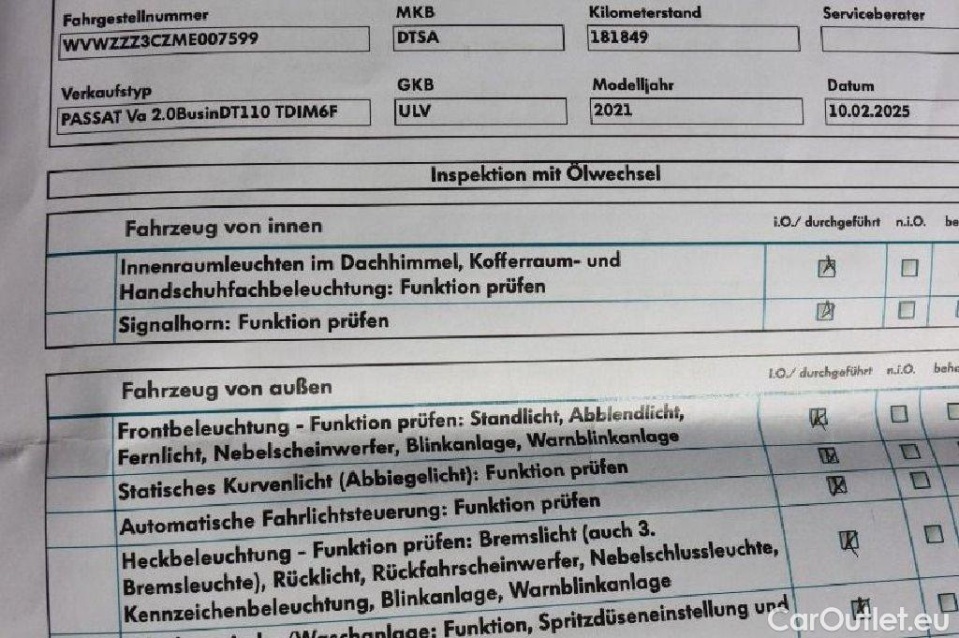 Fahrgestellnummer MKB Kilometerstand Serviceberater
WVWZZZ3CZME007599 DTSA 181849
Verkaufstyp GKB Modelljahr Datum
PASSAT Va 2.0BusinDT110 TDIM6F ULV 2021 10.02.2025
Inspektion mit Ölwechsel
Fahrzeug von innen i.O./ durchgeführt n.i.O. be
Innenraumleuchten im Dachhimmel, Kofferraum- und
Handschuhfachbeleuchtung: Funktion prüfen
Signalhorn: Funktion prüfen
Fahrzeug von außen i.O./ durchgeführt n.i.O. behe
Frontbeleuchtung - Funktion prüfen: Standlicht, Abblendlicht,
Fernlicht, Nebelscheinwerfer, Blinkanlage, Warnblinkanlage
Statisches Kurvenlicht (Abbiegelicht): Funktion prüfen
Automatische Fahrlichtsteuerung: Funktion prüfen
Heckbeleuchtung - Funktion prüfen: Bremslicht (auch 3.
Bremsleuchte), Rücklicht, Rückfahrscheinwerfer, Nebelschlussleuchte,
Kennzeichenbeleuchtung, Blinkanlage, Warnblinkanlage
/Waschanlage: Funktion, Spritzdüseneinstellung und
CarOutlet.eu